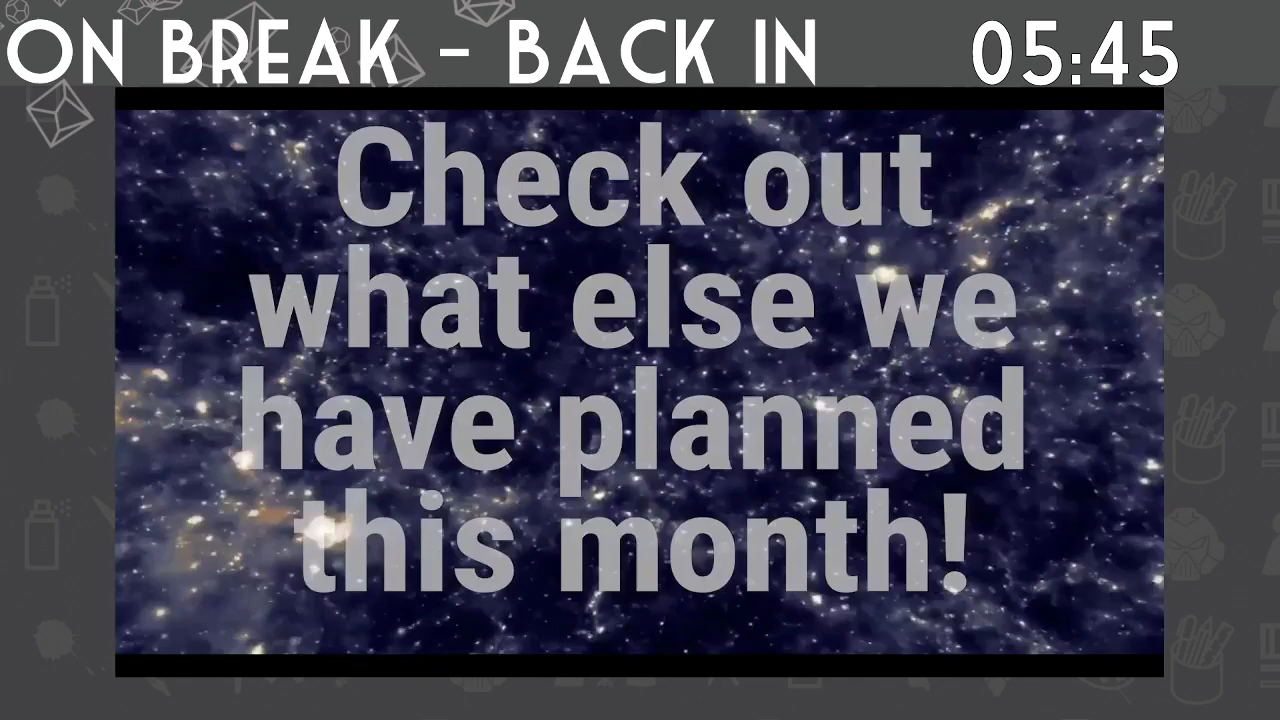 ON BREAK - BACK IN 05:45
Check out
what else we
have planned
this month!